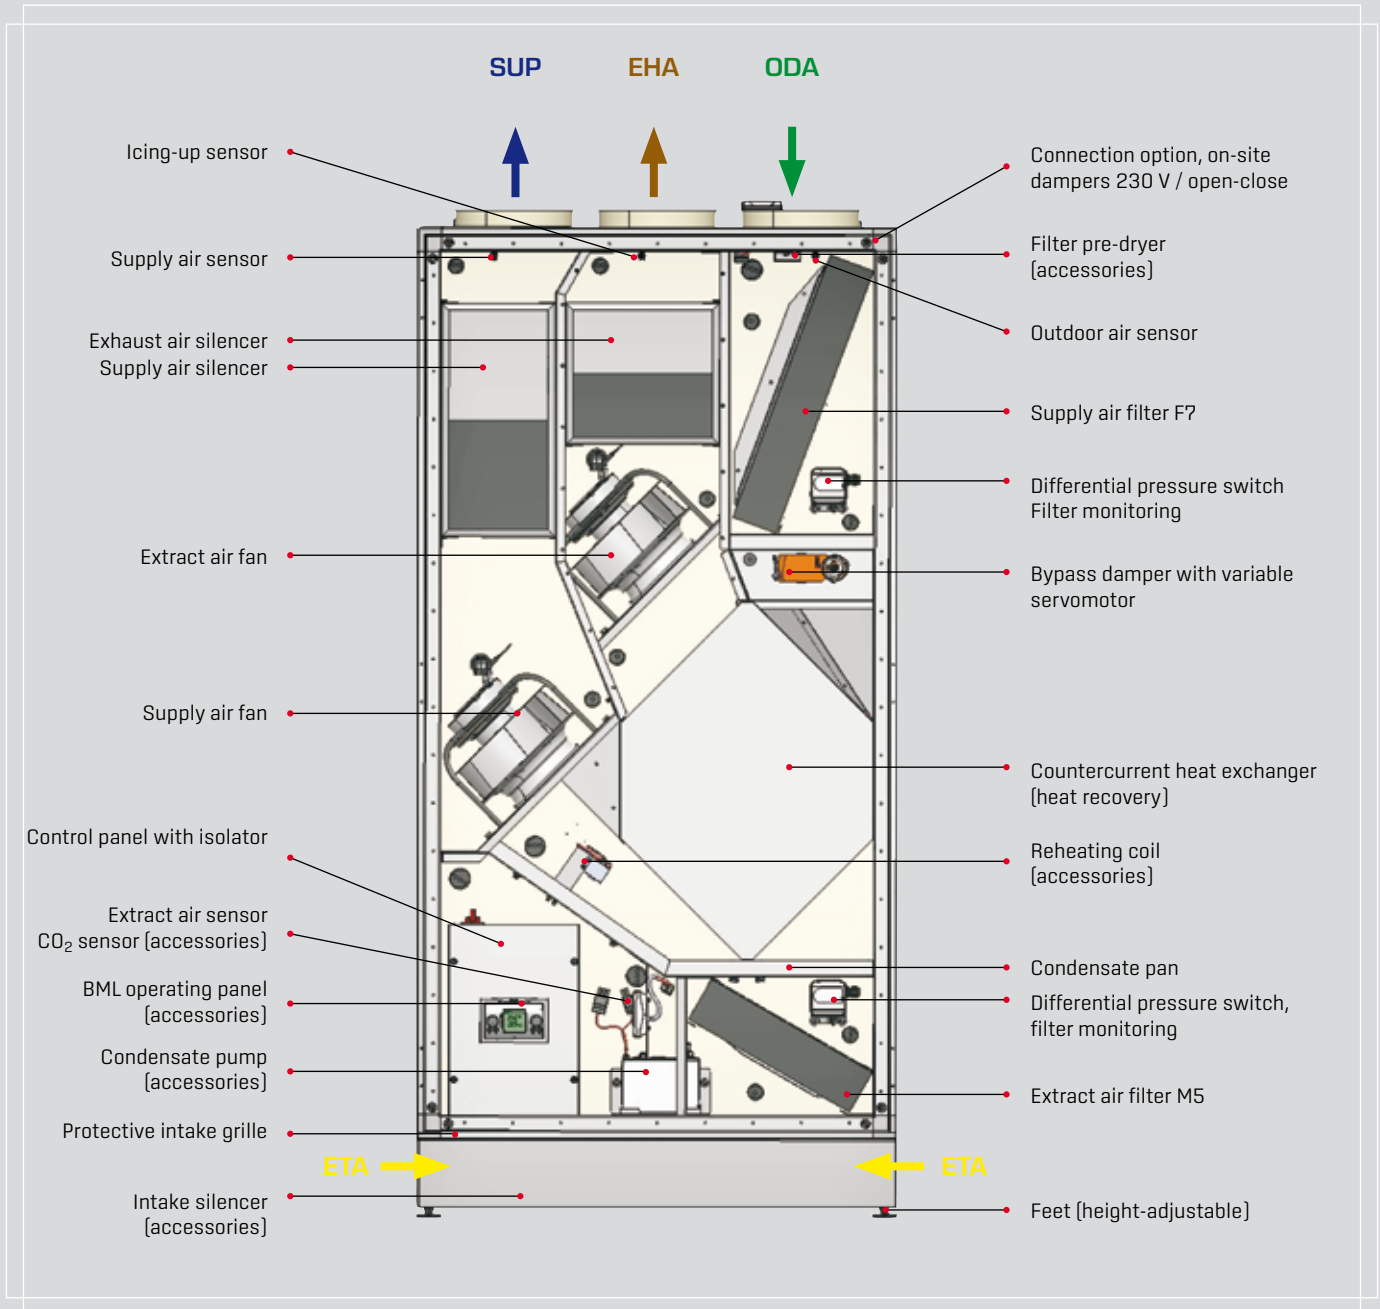 SUP
EHA
ODA
Icing-up sensor
Supply air sensor
Exhaust air silencer
Supply air silencer
Extract air fan
Supply air fan
Control panel with isolator
Extract air sensor
CO₂ sensor (accessories)
BML operating panel
(accessories)
Condensate pump
(accessories)
Protective intake grille
ETA
Intake silencer
(accessories)
Connection option, on-site
dampers 230 V / open-close
Filter pre-dryer
(accessories)
Outdoor air sensor
Supply air filter F7
Differential pressure switch
Filter monitoring
Bypass damper with variable
servomotor
Countercurrent heat exchanger
(heat recovery)
Reheating coil
(accessories)
Condensate pan
Differential pressure switch,
filter monitoring
Extract air filter M5
ETA
Feet (height-adjustable)